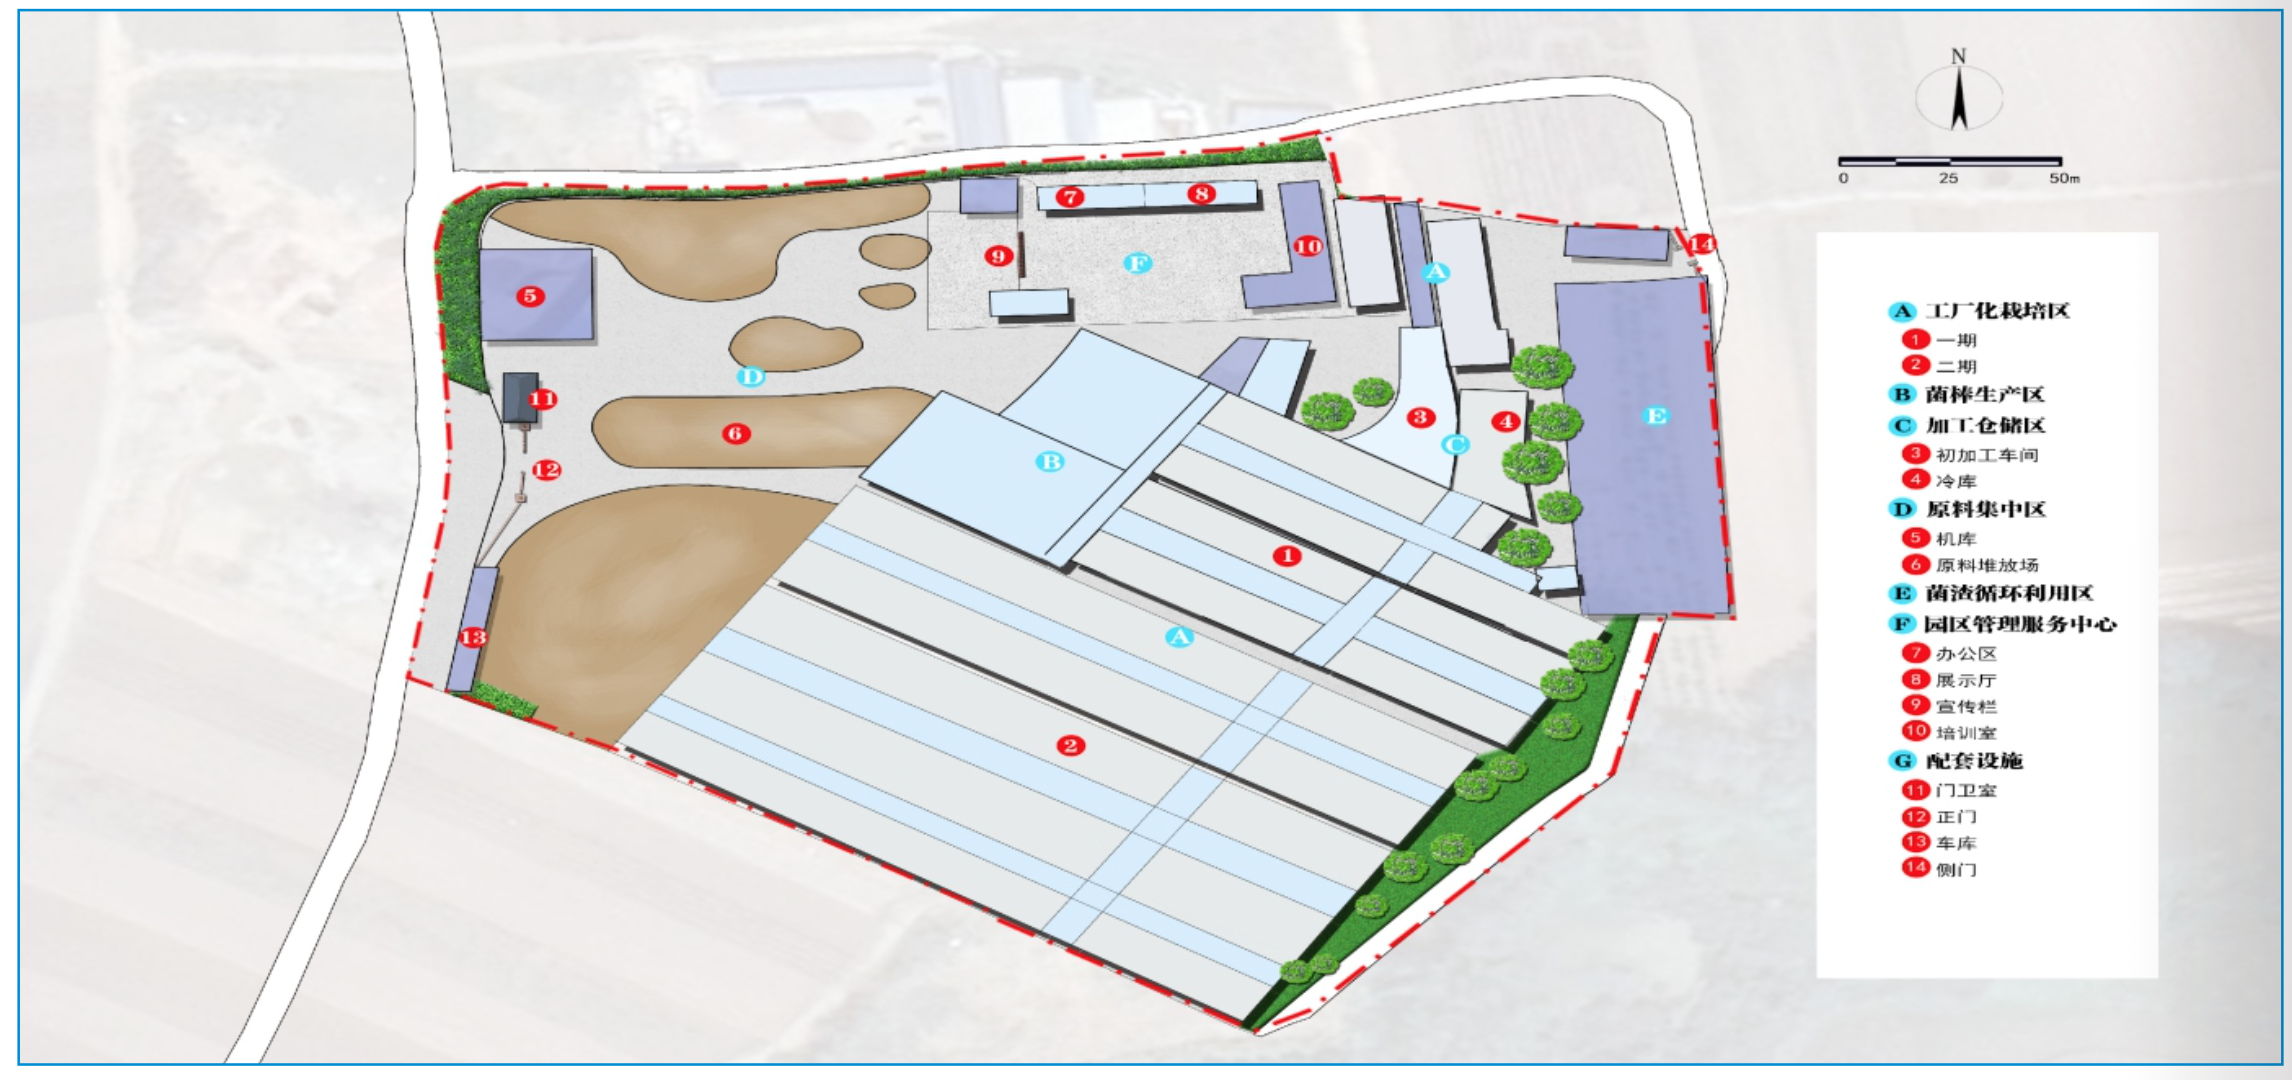 N
0 25 50m
7
8
14
9
F
10
A
5
D
11
3
4
E
6
C
B
12
1
13
A
2
A 工厂化栽培区
1 一期
2 二期
B 菌棒生产区
C 加工仓储区
3 初加工车间
4 冷库
D 原料集中区
5 机库
6 原料堆放场
E 菌渣循环利用区
F 园区管理服务中心
7 办公区
8 展示厅
9 宣传栏
10 培训室
G 配套设施
11 门卫室
12 正门
13 车库
14 侧门